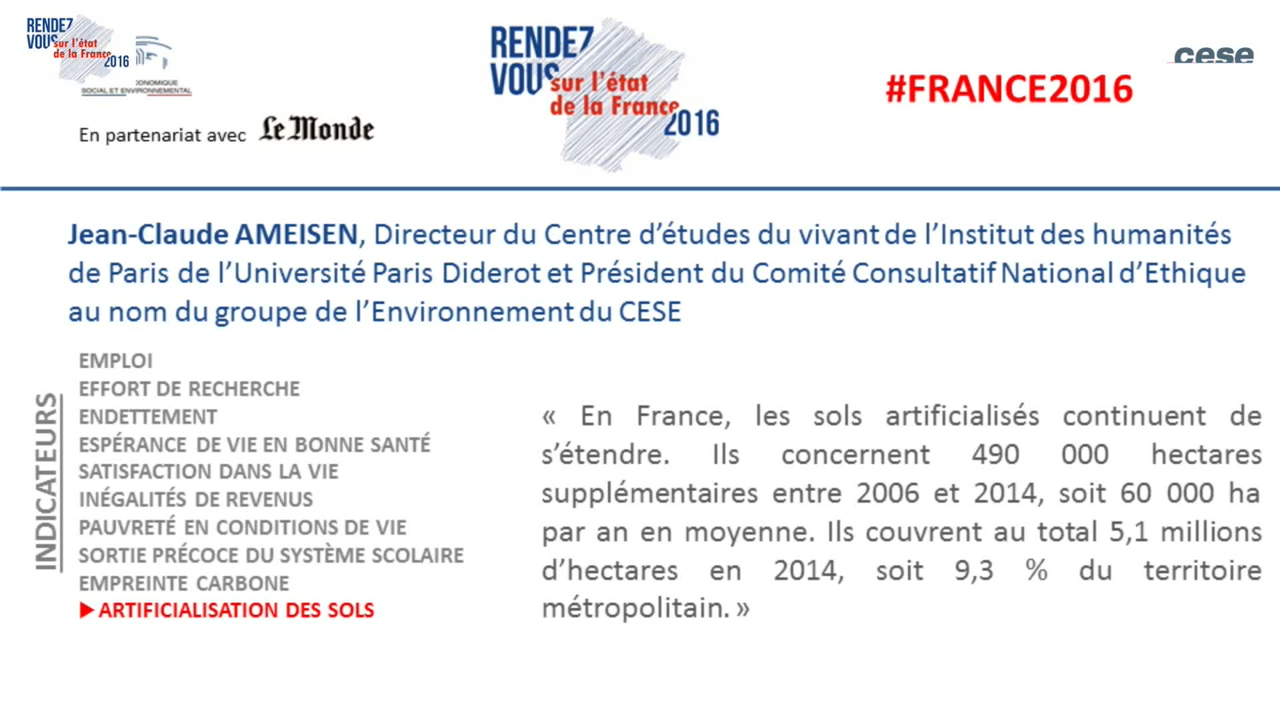 RENDEZ
VOUS sur l'état
de la France
2016
ONOMIQUE
SOCIAL ET ENVIRONNEMENTAL
En partenariat avec Le Monde
RENDEZ
VOUS sur l'état
de la France
2016
#FRANCE2016
cese
Jean-Claude AMEISEN, Directeur du Centre d'études du vivant de l'Institut des humanités
de Paris de l'Université Paris Diderot et Président du Comité Consultatif National d'Ethique
au nom du groupe de l'Environnement du CESE
INDICATEURS
EMPLOI
EFFORT DE RECHERCHE
ENDETTEMENT
ESPÉRANCE DE VIE EN BONNE SANTÉ
SATISFACTION DANS LA VIE
INÉGALITÉS DE REVENUS
PAUVRETÉ EN CONDITIONS DE VIE
SORTIE PRÉCOCE DU SYSTÈME SCOLAIRE
EMPREINTE CARBONE
▶ ARTIFICIALISATION DES SOLS
« En France, les sols artificialisés continuent de
s'étendre. Ils concernent 490 000 hectares
supplémentaires entre 2006 et 2014, soit 60 000 ha
par an en moyenne. Ils couvrent au total 5,1 millions
d'hectares en 2014, soit 9,3 % du territoire
métropolitain. »